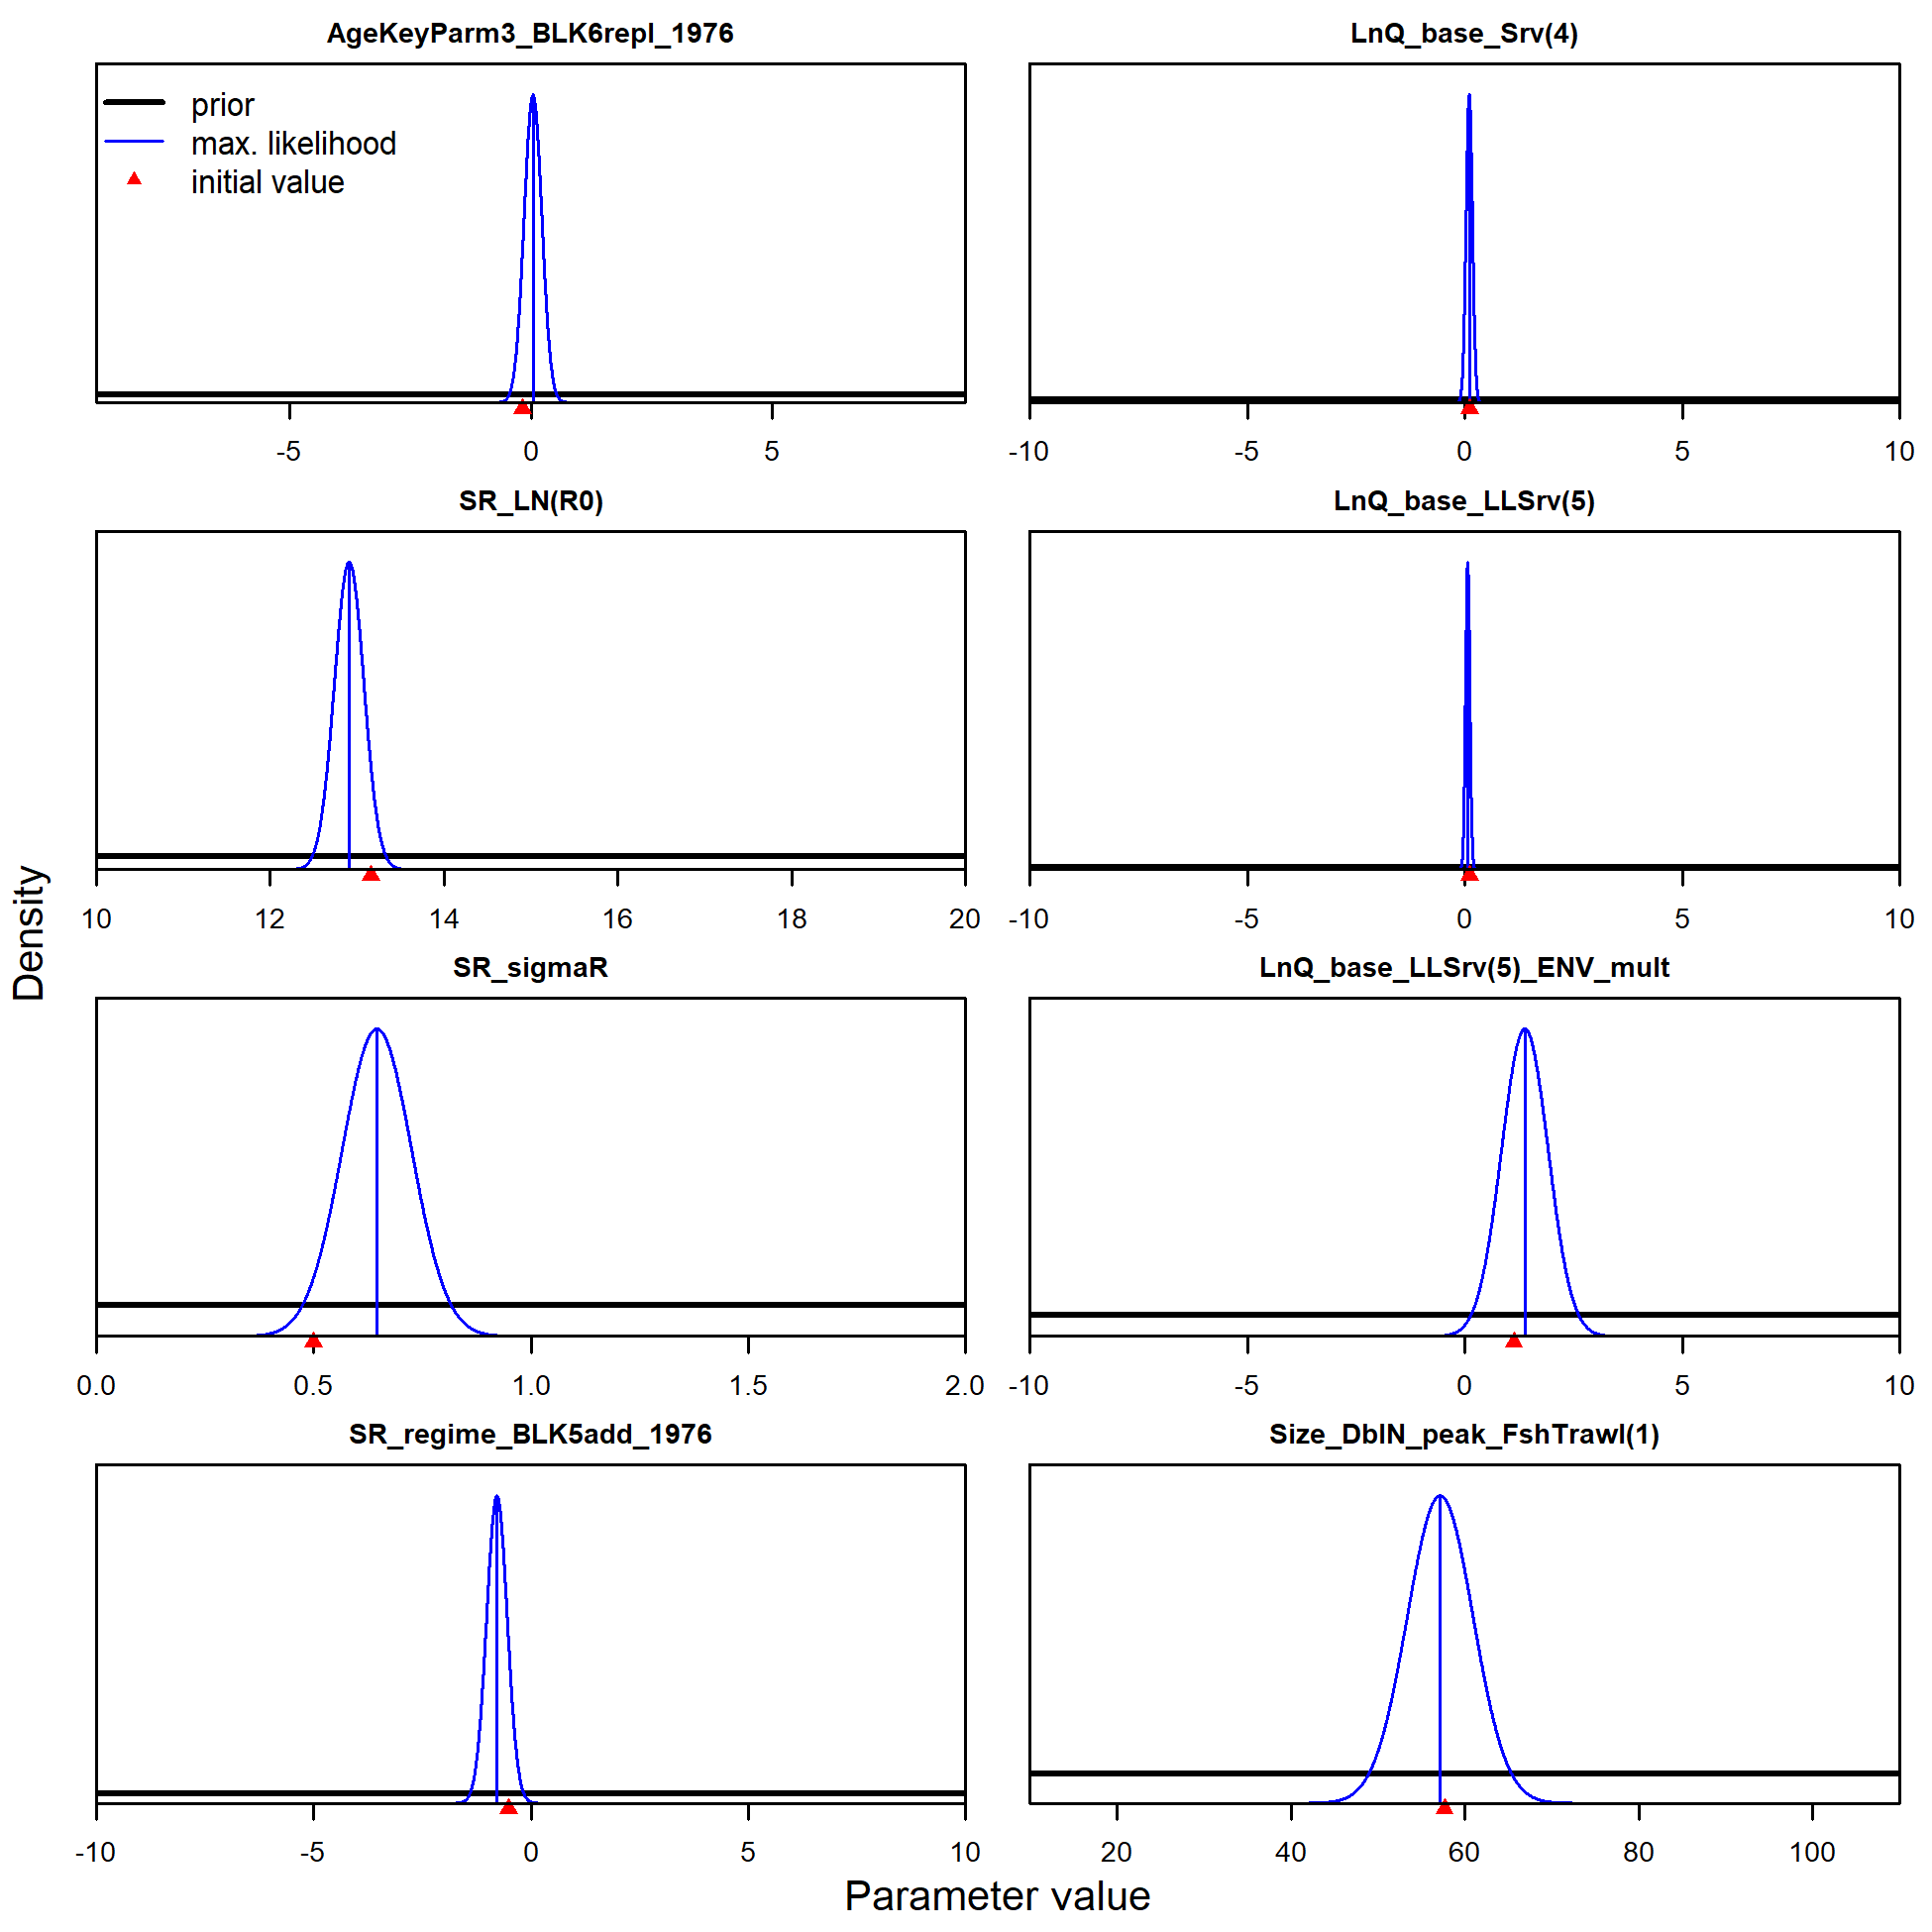 AgeKeyParm3_BLK6repl_1976
prior
max. likelihood
initial value
-5 0 5
LnQ_base_Srv(4)
-10 -5 0 5 10
SR_LN(R0)
10 12 14 16 18 20
LnQ_base_LLSrv(5)
-10 -5 0 5 10
SR_sigmaR
0.0 0.5 1.0 1.5 2.0
LnQ_base_LLSrv(5)_ENV_mult
-10 -5 0 5 10
SR_regime_BLK5add_1976
-10 -5 0 5 10
Size_DblN_peak_FshTrawl(1)
20 40 60 80 100
Density
Parameter value